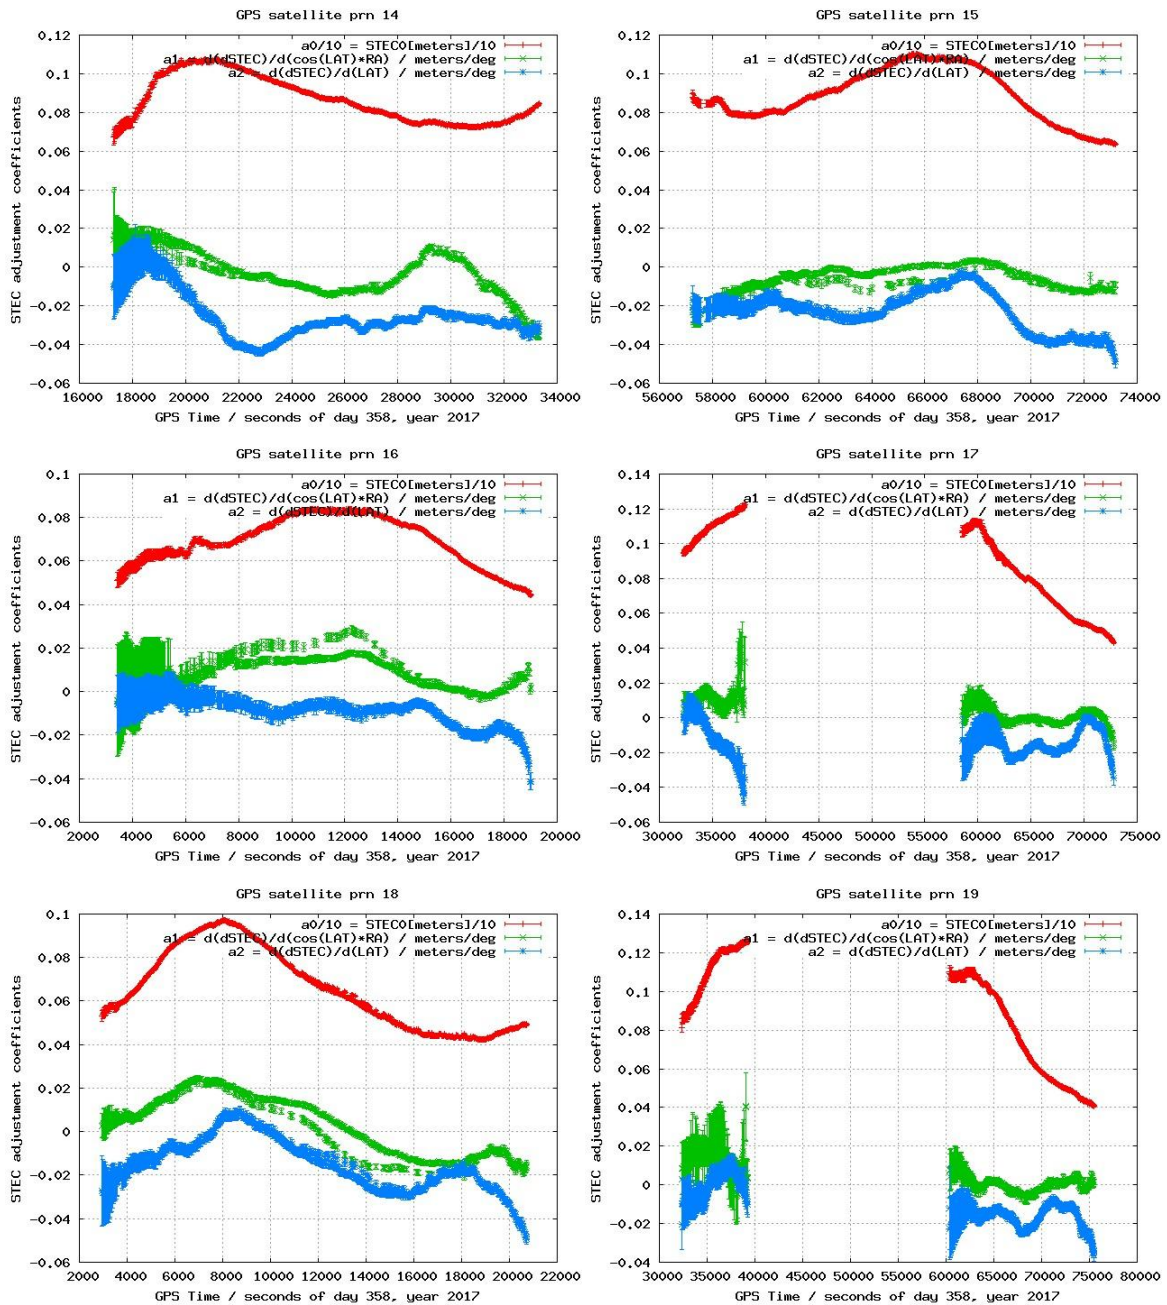 GPS satellite prn 14
a0/10 = STEC0[meters]/10
a1 = d(dSTEC)/d(cos(LAT)*RA) / meters/deg
a2 = d(dSTEC)/d(LAT) / meters/deg
STEC adjustment coefficients
0.12
0.1
0.08
0.06
0.04
0.02
0
-0.02
-0.04
-0.06
16000 18000 20000 22000 24000 26000 28000 30000 32000 34000
GPS Time / seconds of day 358, year 2017
GPS satellite prn 15
a0/10 = STEC0[meters]/10
a1 = d(dSTEC)/d(cos(LAT)*RA) / meters/deg
a2 = d(dSTEC)/d(LAT) / meters/deg
STEC adjustment coefficients
0.12
0.1
0.08
0.06
0.04
0.02
0
-0.02
-0.04
-0.06
56000 58000 60000 62000 64000 66000 68000 70000 72000 74000
GPS Time / seconds of day 358, year 2017
GPS satellite prn 16
a0/10 = STEC0[meters]/10
a1 = d(dSTEC)/d(cos(LAT)*RA) / meters/deg
a2 = d(dSTEC)/d(LAT) / meters/deg
STEC adjustment coefficients
0.1
0.08
0.06
0.04
0.02
0
-0.02
-0.04
-0.06
2000 4000 6000 8000 10000 12000 14000 16000 18000 20000
GPS Time / seconds of day 358, year 2017
GPS satellite prn 17
a0/10 = STEC0[meters]/10
a1 = d(dSTEC)/d(cos(LAT)*RA) / meters/deg
a2 = d(dSTEC)/d(LAT) / meters/deg
STEC adjustment coefficients
0.14
0.12
0.1
0.08
0.06
0.04
0.02
0
-0.02
-0.04
-0.06
30000 35000 40000 45000 50000 55000 60000 65000 70000 75000
GPS Time / seconds of day 358, year 2017
GPS satellite prn 18
a0/10 = STEC0[meters]/10
a1 = d(dSTEC)/d(cos(LAT)*RA) / meters/deg
a2 = d(dSTEC)/d(LAT) / meters/deg
STEC adjustment coefficients
0.1
0.08
0.06
0.04
0.02
0
-0.02
-0.04
-0.06
2000 4000 6000 8000 10000 12000 14000 16000 18000 20000 22000
GPS Time / seconds of day 358, year 2017
GPS satellite prn 19
a0/10 = STEC0[meters]/10
a1 = d(dSTEC)/d(cos(LAT)*RA) / meters/deg
a2 = d(dSTEC)/d(LAT) / meters/deg
STEC adjustment coefficients
0.14
0.12
0.1
0.08
0.06
0.04
0.02
0
-0.02
-0.04
30000 35000 40000 45000 50000 55000 60000 65000 70000 75000 80000
GPS Time / seconds of day 358, year 2017